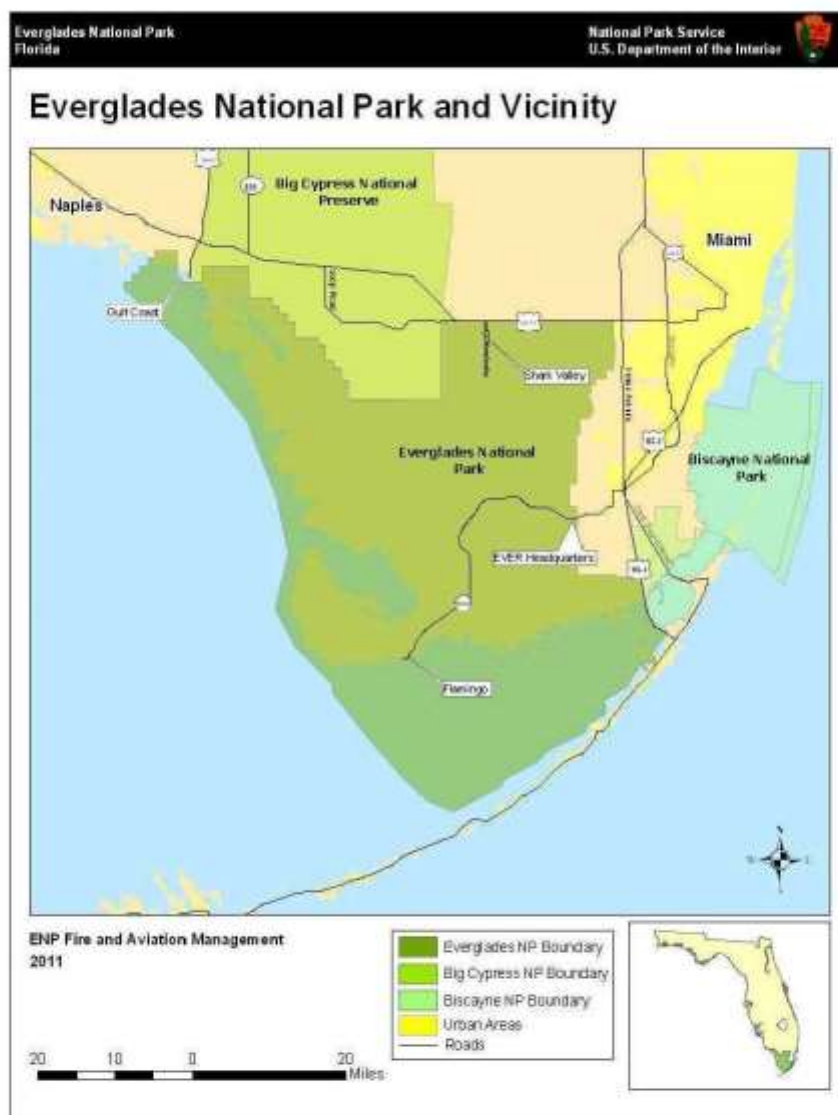 Everglades National Park
Florida
National Park Service
U.S. Department of the Interior
Everglades National Park and Vicinity
Big Cypress National
Preserve
Naples
Miami
Gulf Coast
Shark Valley
Everglades National
Park
Biscayne National
Park
EVER Headquarters
Flamingo
N
ENP Fire and Aviation Management
2011
Everglades NP Boundary
Big Cypress NP Boundary
Biscayne NP Boundary
Urban Areas
Roads
20 10 0 20
Miles